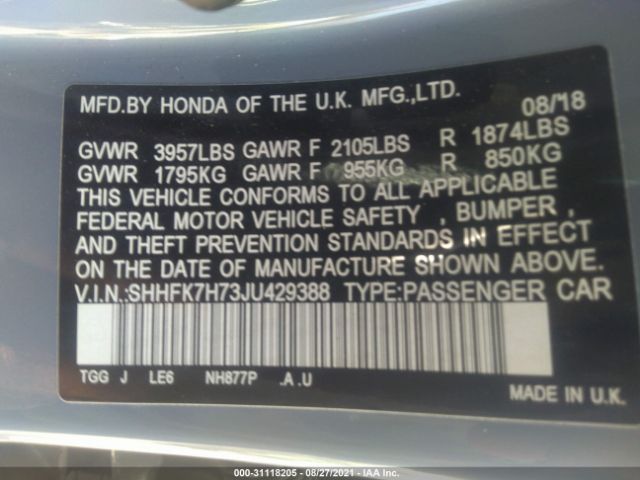 MFD.BY HONDA OF THE U.K. MFG.,LTD. 08/'18
GVWR 3957LBS GAWR F 2105LBS R 1874LBS
GVWR 1795KG GAWR F 955KG R 850KG
THIS VEHICLE CONFORMS TO ALL APPLICABLE
FEDERAL MOTOR VEHICLE SAFETY , BUMPER ,
AND THEFT PREVENTION STANDARDS IN EFFECT
ON THE DATE OF MANUFACTURE SHOWN ABOVE.
V.I.N.:SHHFK7H73JU429388 TYPE:PASSENGER CAR
TGG J LE6 NH877P .A .U
MADE IN U.K.
000-31118205 - 08/27/2021 - IAA Inc.